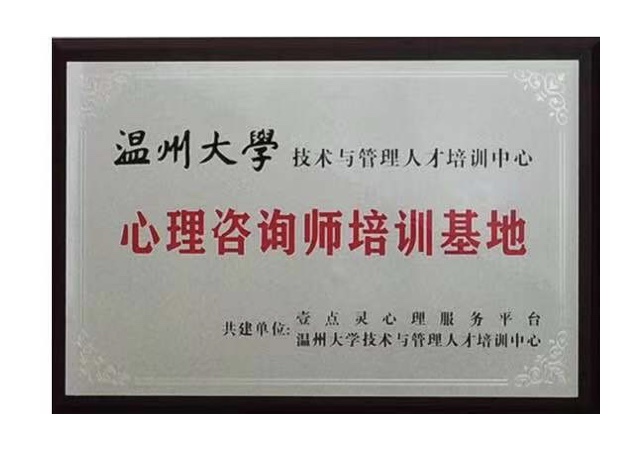 温州大學 技术与管理人才培训中心
心理咨询师培训基地
共建单位: 壹点灵心理服务平台
温州大学技术与管理人才培训中心